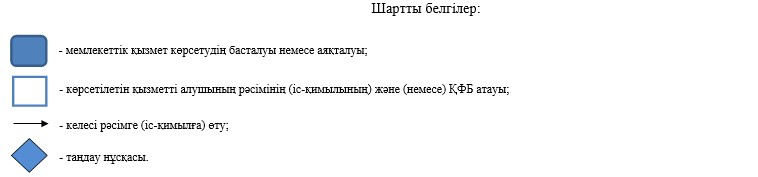 Шартты белгілер:
- мемлекеттік қызмет көрсетудің басталуы немесе аяқталуы;
- көрсетілетін қызметті алушының рәсімінің (іс-қимылының) және (немесе) ҚФБ атауы;
- келесі рәсімге (іс-қимылға) өту;
- таңдау нұсқасы.